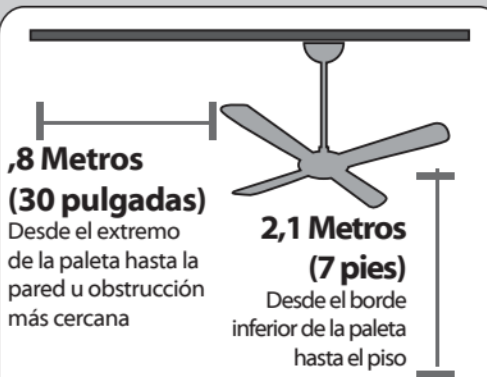 ,8 Metros
(30 pulgadas)
Desde el extremo
de la paleta hasta la
pared u obstrucción
más cercana
2,1 Metros
(7 pies)
Desde el borde
inferior de la paleta
hasta el piso